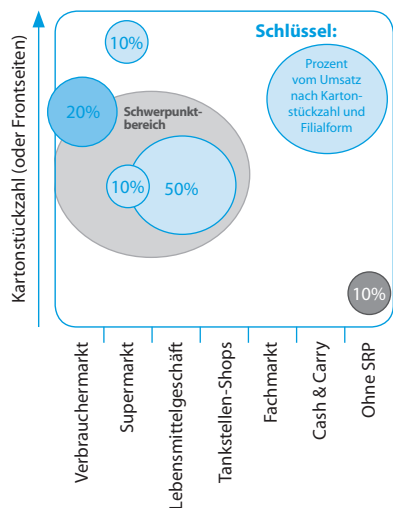 Schlüssel:
10%
Prozent
vom Umsatz
nach Karton-
stückzahl und
Filialform
20%
Schwerpunkt-
bereich
10%
50%
10%
Kartonstückzahl (oder Frontseiten)
Verbrauchermarkt
Supermarkt
Lebensmittelgeschäft
Tankstellen-Shops
Fachmarkt
Cash & Carry
Ohne SRP